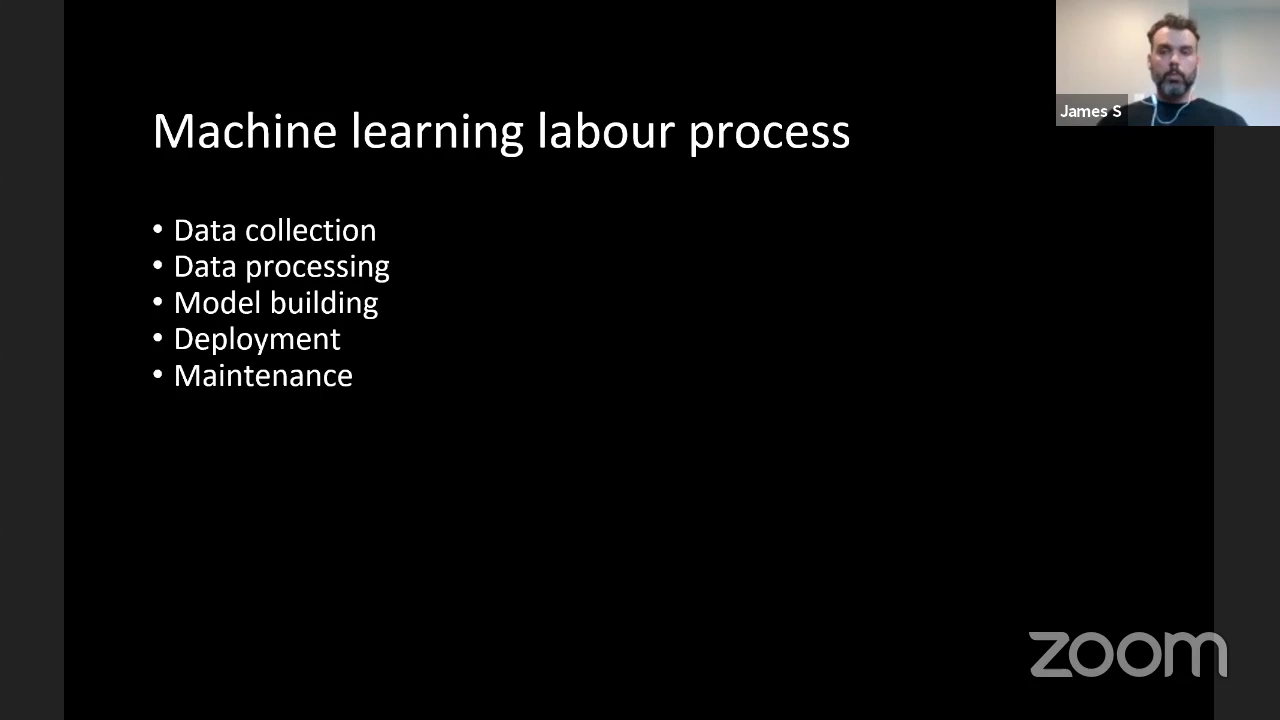 Machine learning labour process
James S
• Data collection
• Data processing
• Model building
• Deployment
• Maintenance
zoom